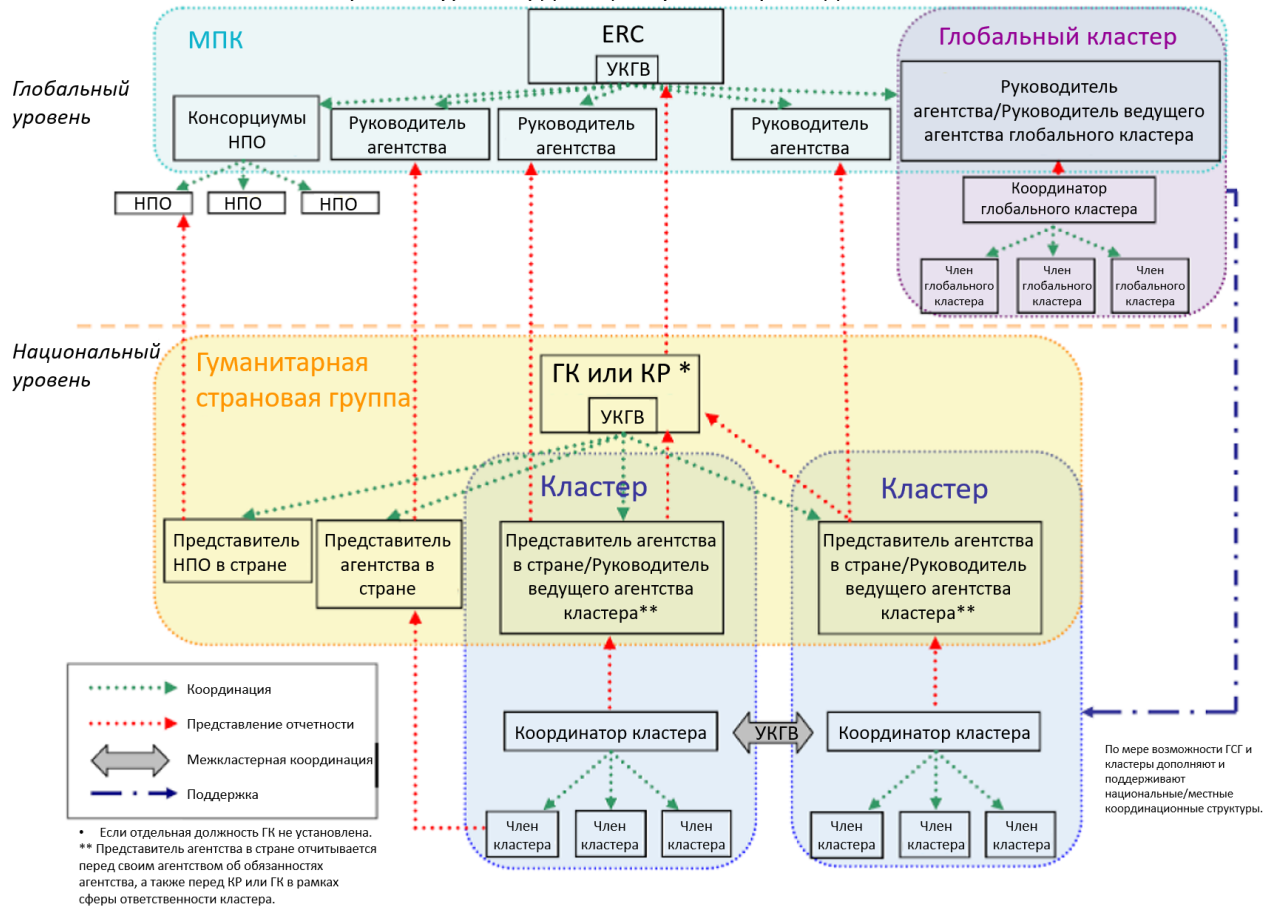 МПК
ERC
УКГВ
Глобальный кластер
Глобальный
уровень
Консорциумы
НПО
Руководитель
агентства
Руководитель
агентства
Руководитель
агентства
Руководитель
агентства/Руководитель ведущего
агентства глобального кластера
НПО
НПО
НПО
Координатор
глобального кластера
Член
глобального
кластера
Член
глобального
кластера
Член
глобального
кластера
Национальный
уровень
Гуманитарная
страновая группа
ГК или КР *
УКГВ
Кластер
Кластер
Представитель
НПО в стране
Представитель
агентства в
стране
Представитель агентства
в стране/Руководитель
ведущего агентства
кластера**
Представитель агентства
в стране/Руководитель
ведущего агентства
кластера**
Координатор кластера
УКГВ
Координатор кластера
Член
кластера
Член
кластера
Член
кластера
Член
кластера
Член
кластера
Член
кластера
Координация
Представление отчетности
Межкластерная координация
Поддержка
• Если отдельная должность ГК не установлена.
** Представитель агентства в стране отчитывается
перед своим агентством об обязанностях
агентства, а также перед КР или ГК в рамках
сферы ответственности кластера.
По мере возможности ГСГ и
кластеры дополняют и
поддерживают
национальные/местные
координационные структуры.